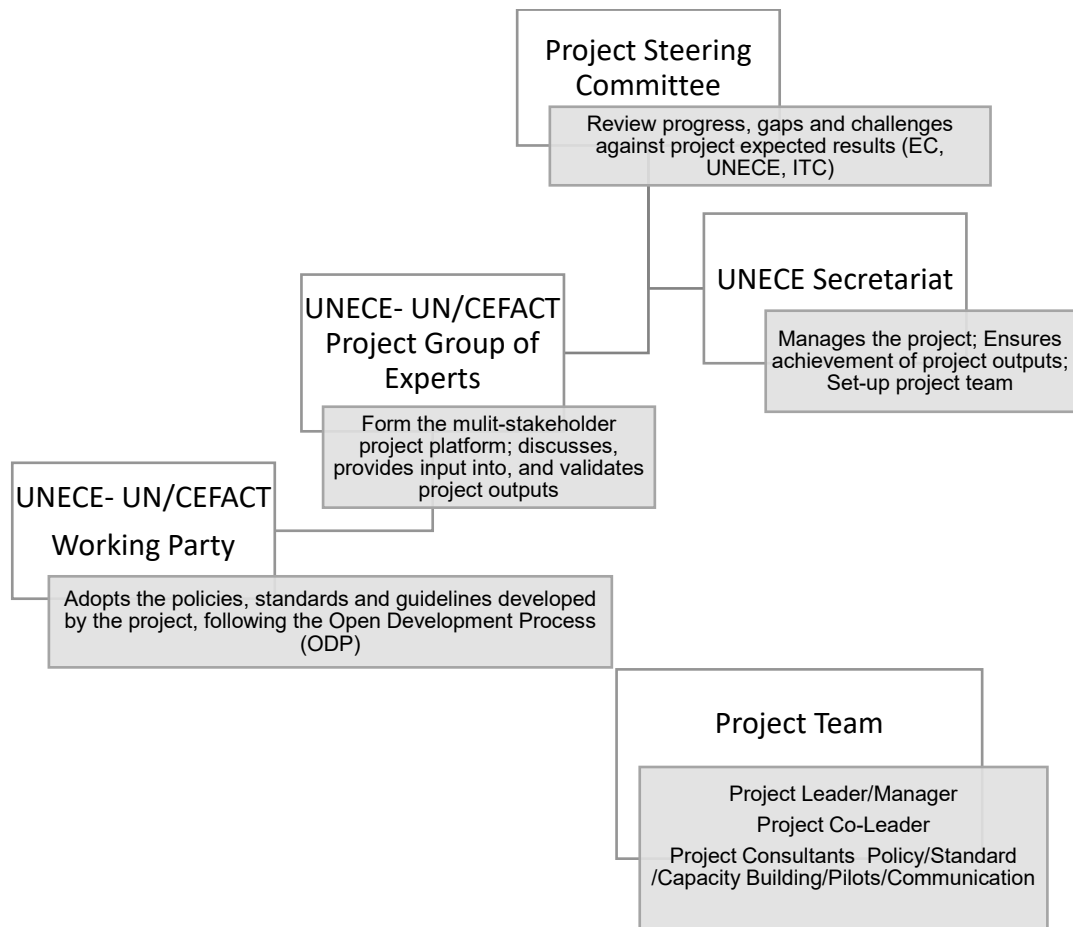 Project Steering
Committee
Review progress, gaps and challenges
against project expected results (EC,
UNECE, ITC)
UNECE Secretariat
Manages the project; Ensures
achievement of project outputs;
Set-up project team
UNECE- UN/CEFACT
Project Group of
Experts
Form the mulit-stakeholder
project platform; discusses,
provides input into, and validates
project outputs
UNECE- UN/CEFACT
Working Party
Adopts the policies, standards and guidelines developed
by the project, following the Open Development Process
(ODP)
Project Team
Project Leader/Manager
Project Co-Leader
Project Consultants  Policy/Standard
/Capacity Building/Pilots/Communication